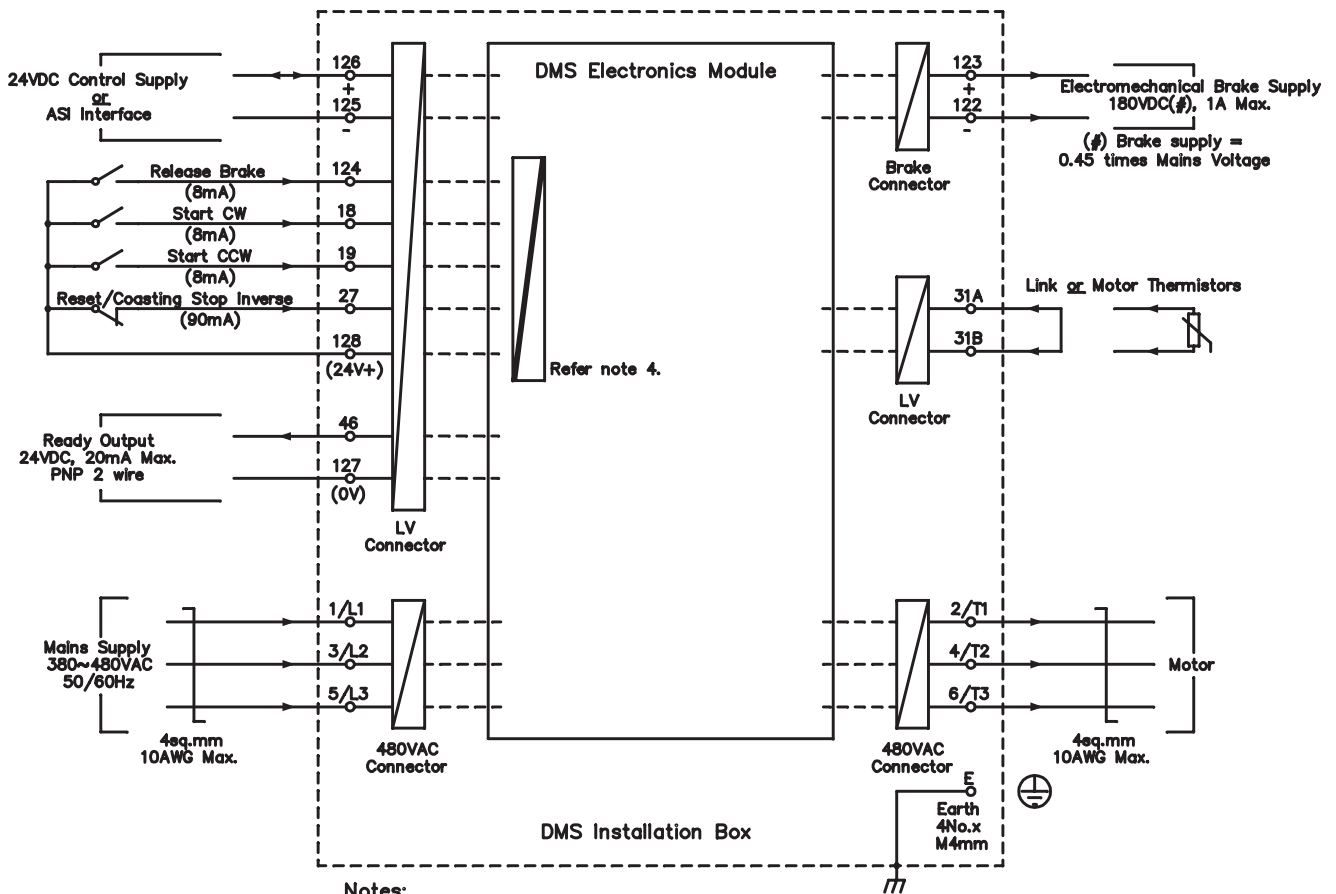 DMS Electronics Module
24VDC Control Supply
or
ASI Interface
126
+
125
-
Release Brake
(8mA)
124
Start CW
(8mA)
18
Start CCW
(8mA)
19
Reset/Coasting Stop Inverse
(90mA)
27
128
(24V+)
Refer note 4.
Ready Output
24VDC, 20mA Max.
PNP 2 wire
46
127
(0V)
LV
Connector
Mains Supply
380~480VAC
50/60Hz
1/L1
3/L2
5/L3
4sq.mm
10AWG Max.
480VAC
Connector
123
+
122
-
Electromechanical Brake Supply
180VDC(#), 1A Max.
(#) Brake supply =
0.45 times Mains Voltage
Brake
Connector
31A
31B
Link or Motor Thermistors
LV
Connector
2/T1
4/T2
6/T3
Motor
4sq.mm
10AWG Max.
480VAC
Connector
E
Earth
4No.x
M4mm
DMS Installation Box
Notes: